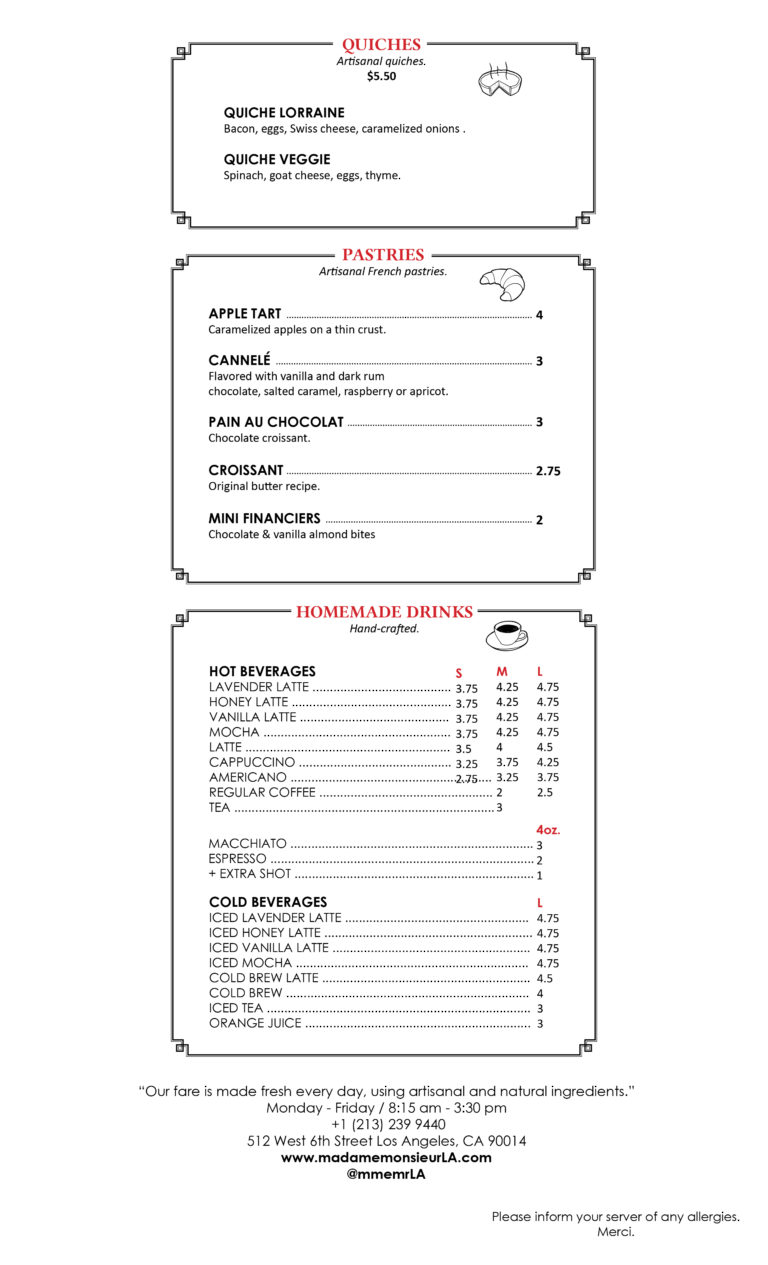 QUICHES
Artisanal quiches.
$5.50
QUICHE LORRAINE
Bacon, eggs, Swiss cheese, caramelized onions .
QUICHE VEGGIE
Spinach, goat cheese, eggs, thyme.
PASTRIES
Artisanal French pastries.
APPLE TART 4
Caramelized apples on a thin crust.
CANNELÉ 3
Flavored with vanilla and dark rum
chocolate, salted caramel, raspberry or apricot.
PAIN AU CHOCOLAT 3
Chocolate croissant.
CROISSANT 2.75
Original butter recipe.
MINI FINANCIERS 2
Chocolate & vanilla almond bites
HOMEMADE DRINKS
Hand-crafted.
HOT BEVERAGES S M L
LAVENDER LATTE 3.75 4.25 4.75
HONEY LATTE 3.75 4.25 4.75
VANILLA LATTE 3.75 4.25 4.75
MOCHA 3.75 4.25 4.75
LATTE 3.5 4 4.5
CAPPUCCINO 3.25 3.75 4.25
AMERICANO 2.75 3.25 3.75
REGULAR COFFEE 2 2.5
TEA 3
4oz.
MACCHIATO 3
ESPRESSO 2
+ EXTRA SHOT 1
COLD BEVERAGES L
ICED LAVENDER LATTE 4.75
ICED HONEY LATTE 4.75
ICED VANILLA LATTE 4.75
ICED MOCHA 4.75
COLD BREW LATTE 4.5
COLD BREW 4
ICED TEA 3
ORANGE JUICE 3
“Our fare is made fresh every day, using artisanal and natural ingredients.”
Monday - Friday / 8:15 am - 3:30 pm
+1 (213) 239 9440
512 West 6th Street Los Angeles, CA 90014
www.madamemonsieurLA.com
@mmemrLA
Please inform your server of any allergies.
Merci.